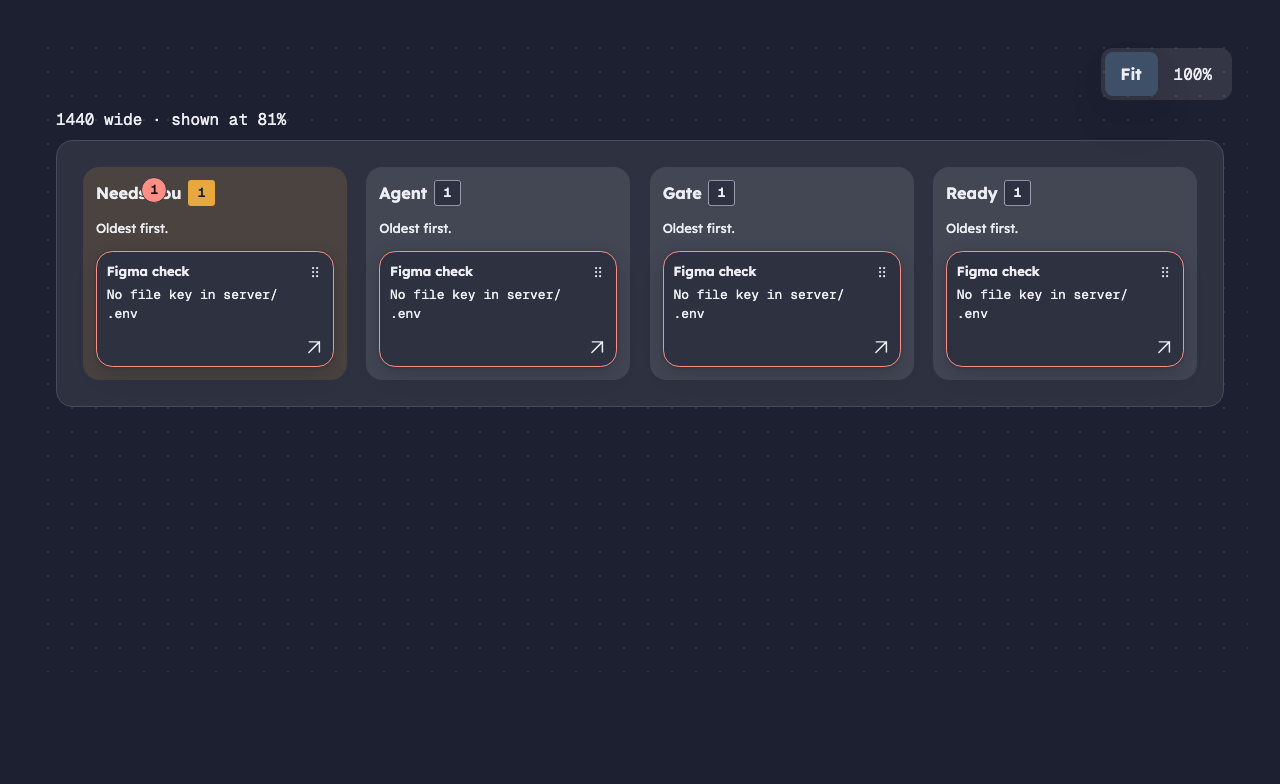 Fit 100%
1440 wide · shown at 81%
Needs ou 1 1
Agent 1
Gate 1
Ready 1
Oldest first.
Oldest first.
Oldest first.
Oldest first.
Figma check
No file key in server/
.env
Figma check
No file key in server/
.env
Figma check
No file key in server/
.env
Figma check
No file key in server/
.env